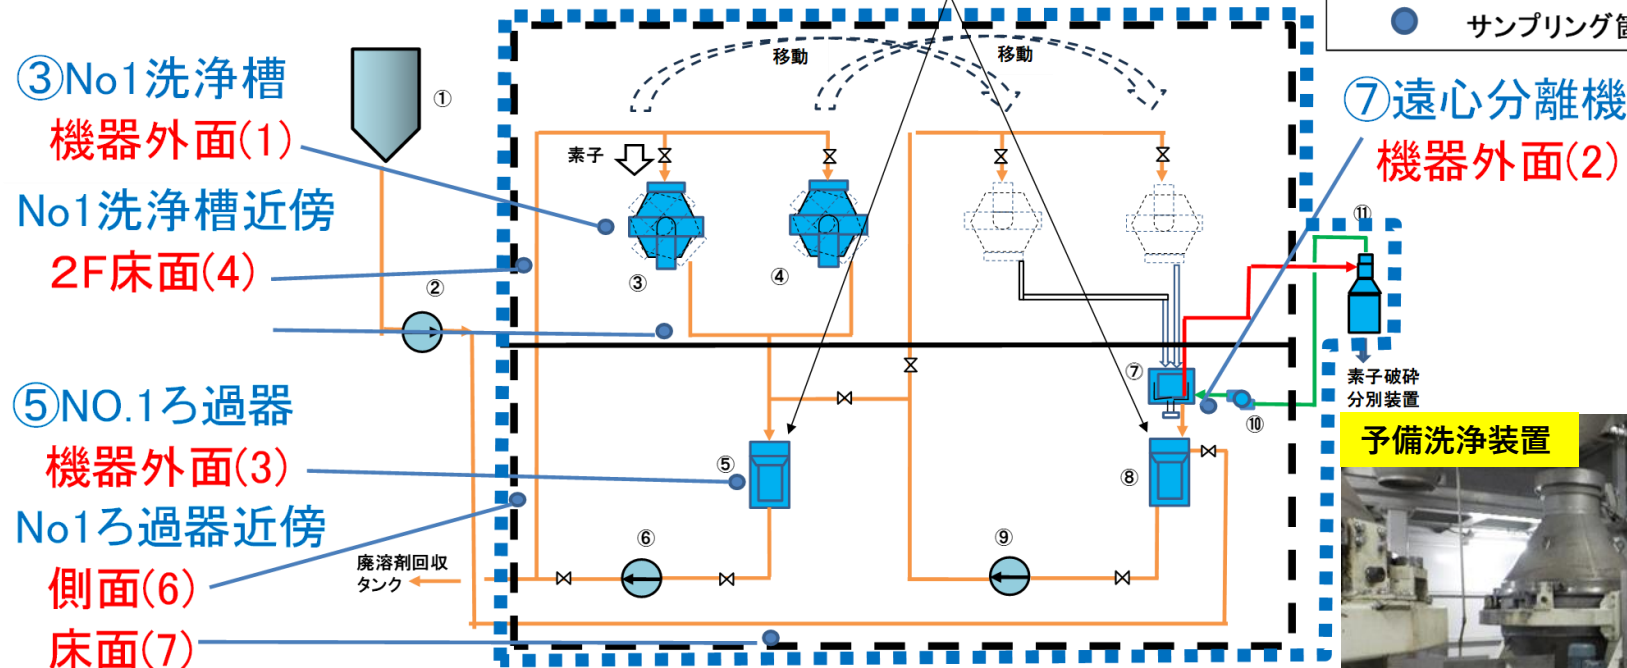 サンプリング箇
③No1洗浄槽
機器外面(1)
No1洗浄槽近傍
2F床面(4)
⑤NO.1ろ過器
機器外面(3)
No1ろ過器近傍
側面(6)
床面(7)
①
②
移動
移動
素子
③
④
⑤
⑥
廃溶剤回収
タンク
⑦
⑧
⑨
⑩
⑪
⑦遠心分離機
機器外面(2)
素子破砕
分別装置
予備洗浄装置